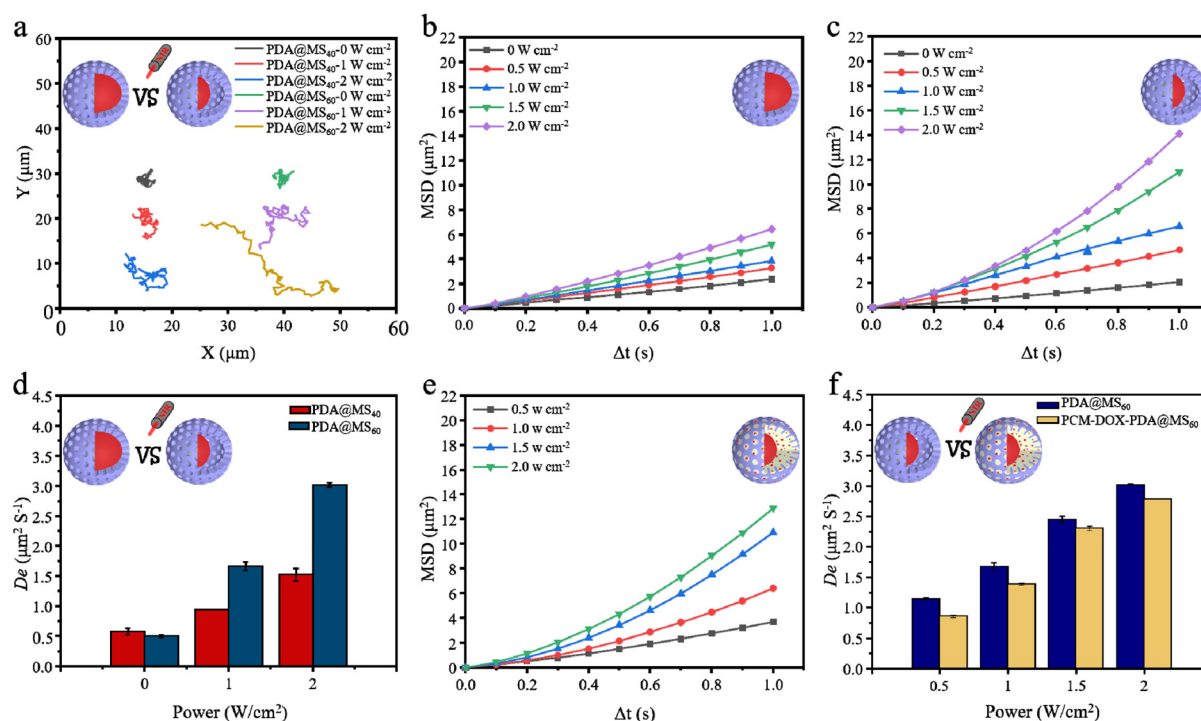 a
60
50
40
30
20
10
0
Y (μm)
0
10
20
30
40
50
60
X (μm)
VS
NIR
PDA@MS₄₀-0 W cm⁻²
PDA@MS₄₀-1 W cm⁻²
PDA@MS₄₀-2 W cm⁻²
PDA@MS₆₀-0 W cm⁻²
PDA@MS₆₀-1 W cm⁻²
PDA@MS₆₀-2 W cm⁻²
b
22
20
18
16
14
12
10
8
6
4
2
0
MSD (μm²)
0 W cm⁻²
0.5 W cm⁻²
1.0 W cm⁻²
1.5 W cm⁻²
2.0 W cm⁻²
0.0
0.2
0.4
0.6
0.8
1.0
Δt (s)
c
22
20
18
16
14
12
10
8
6
4
2
0
MSD (μm²)
0 W cm⁻²
0.5 W cm⁻²
1.0 W cm⁻²
1.5 W cm⁻²
2.0 W cm⁻²
0.0
0.2
0.4
0.6
0.8
1.0
Δt (s)
d
4.5
4.0
3.5
3.0
2.5
2.0
1.5
1.0
0.5
0.0
De (μm² S⁻¹)
VS
NIR
PDA@MS₄₀
PDA@MS₆₀
0
1
2
Power (W/cm²)
e
22
20
18
16
14
12
10
8
6
4
2
0
MSD (μm²)
0.5 w cm⁻²
1.0 w cm⁻²
1.5 w cm⁻²
2.0 w cm⁻²
0.0
0.2
0.4
0.6
0.8
1.0
Δt (s)
f
4.5
4.0
3.5
3.0
2.5
2.0
1.5
1.0
0.5
0.0
De (μm² S⁻¹)
VS
NIR
PDA@MS₆₀
PCM-DOX-PDA@MS₆₀
0.5
1
1.5
2
Power (W/cm²)